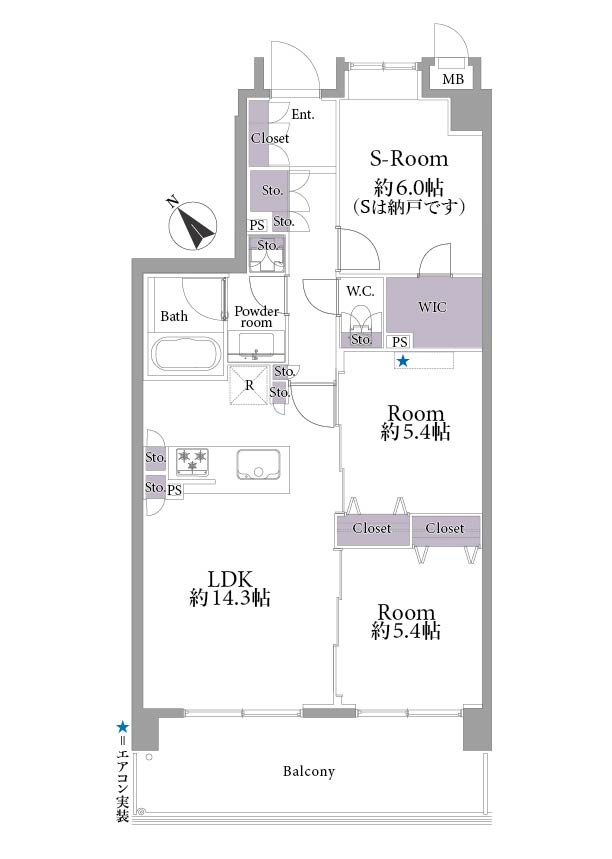 MB
Ent.
Closet
S-Room
約6.0帖
(Sは納戸です)
Sto.
N
PS
Sto.
Sto.
W.C.
WIC
Bath
Powder
room
Sto.
PS
★
Sto.
R
Sto.
Room
約5.4帖
Sto.
Sto.
PS
Closet
Closet
LDK
約14.3帖
Room
約5.4帖
★=エアコン実装
Balcony